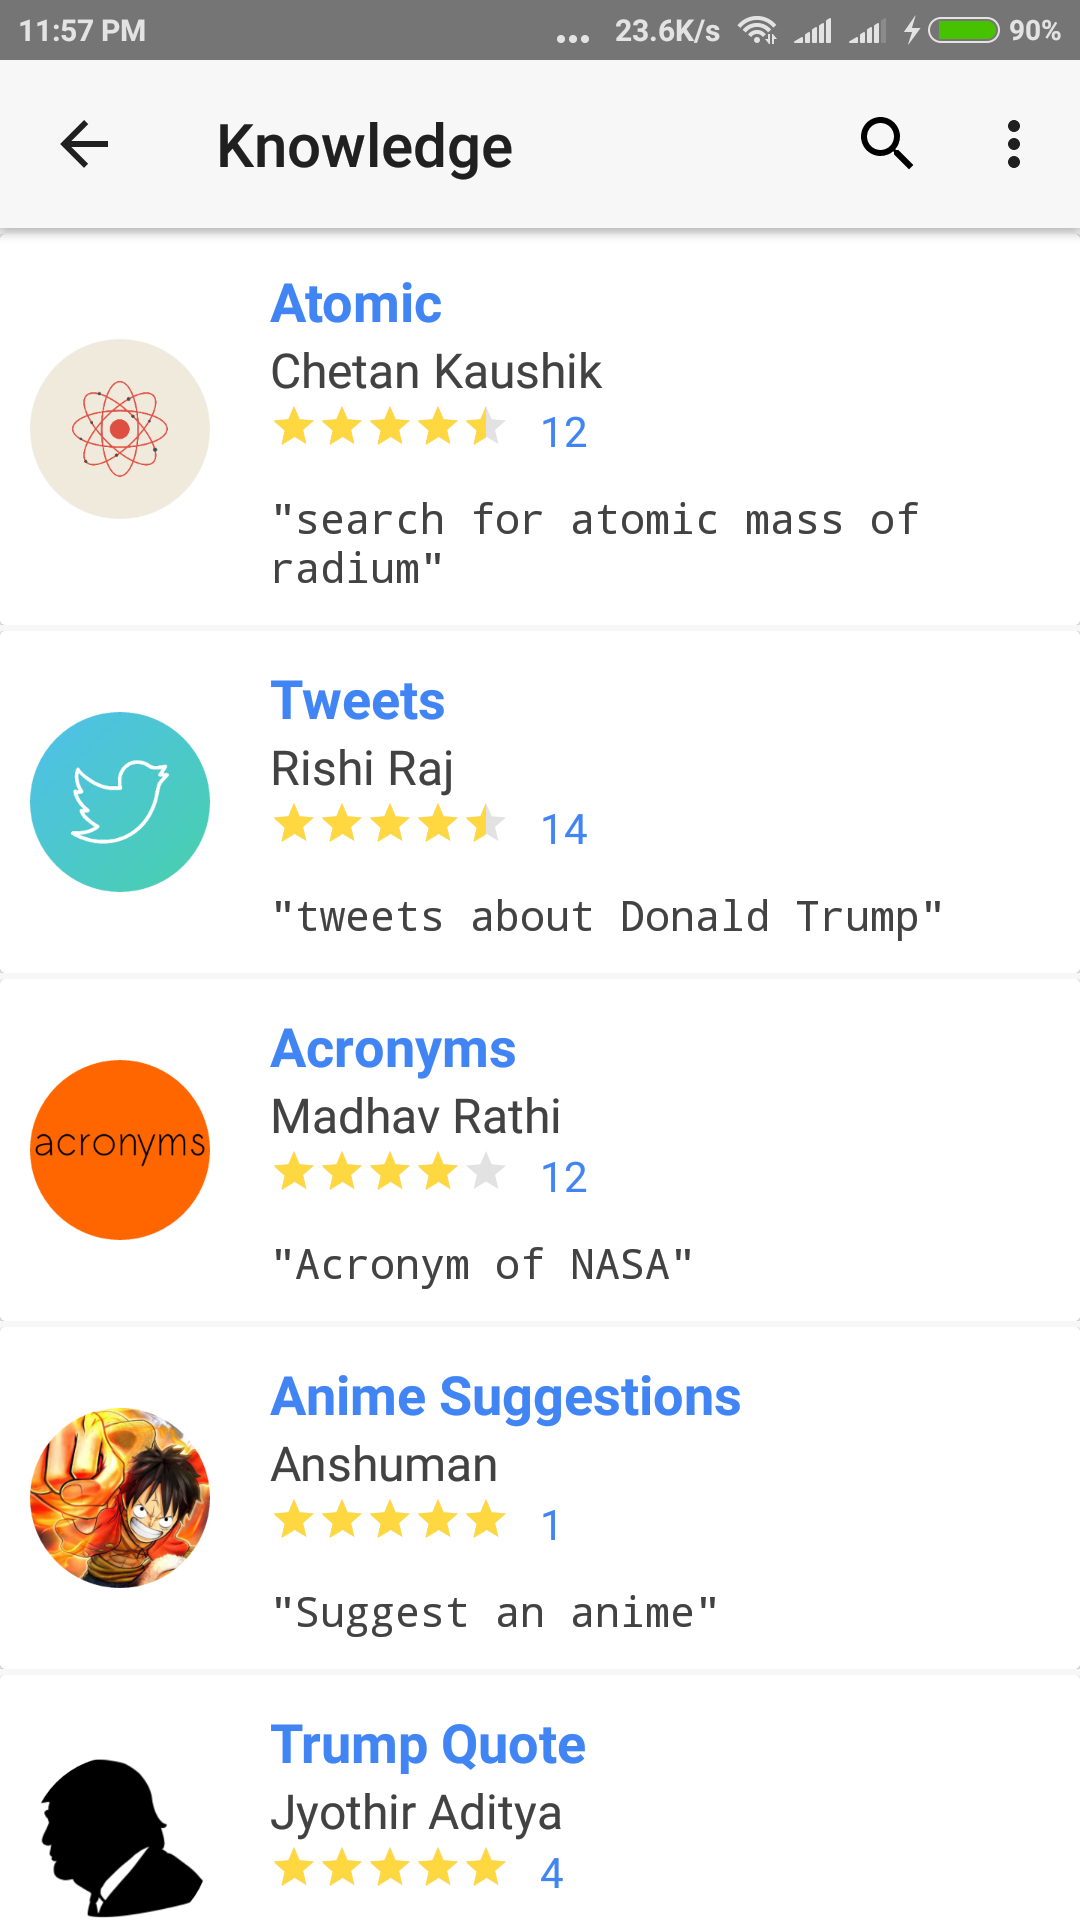 11:57 PM ... 23.6K/s 90%
Knowledge
Atomic
Chetan Kaushik
12
"search for atomic mass of
radium"
Tweets
Rishi Raj
14
"tweets about Donald Trump"
acronyms
Acronyms
Madhav Rathi
12
"Acronym of NASA"
Anime Suggestions
Anshuman
1
"Suggest an anime"
Trump Quote
Jyothir Aditya
4